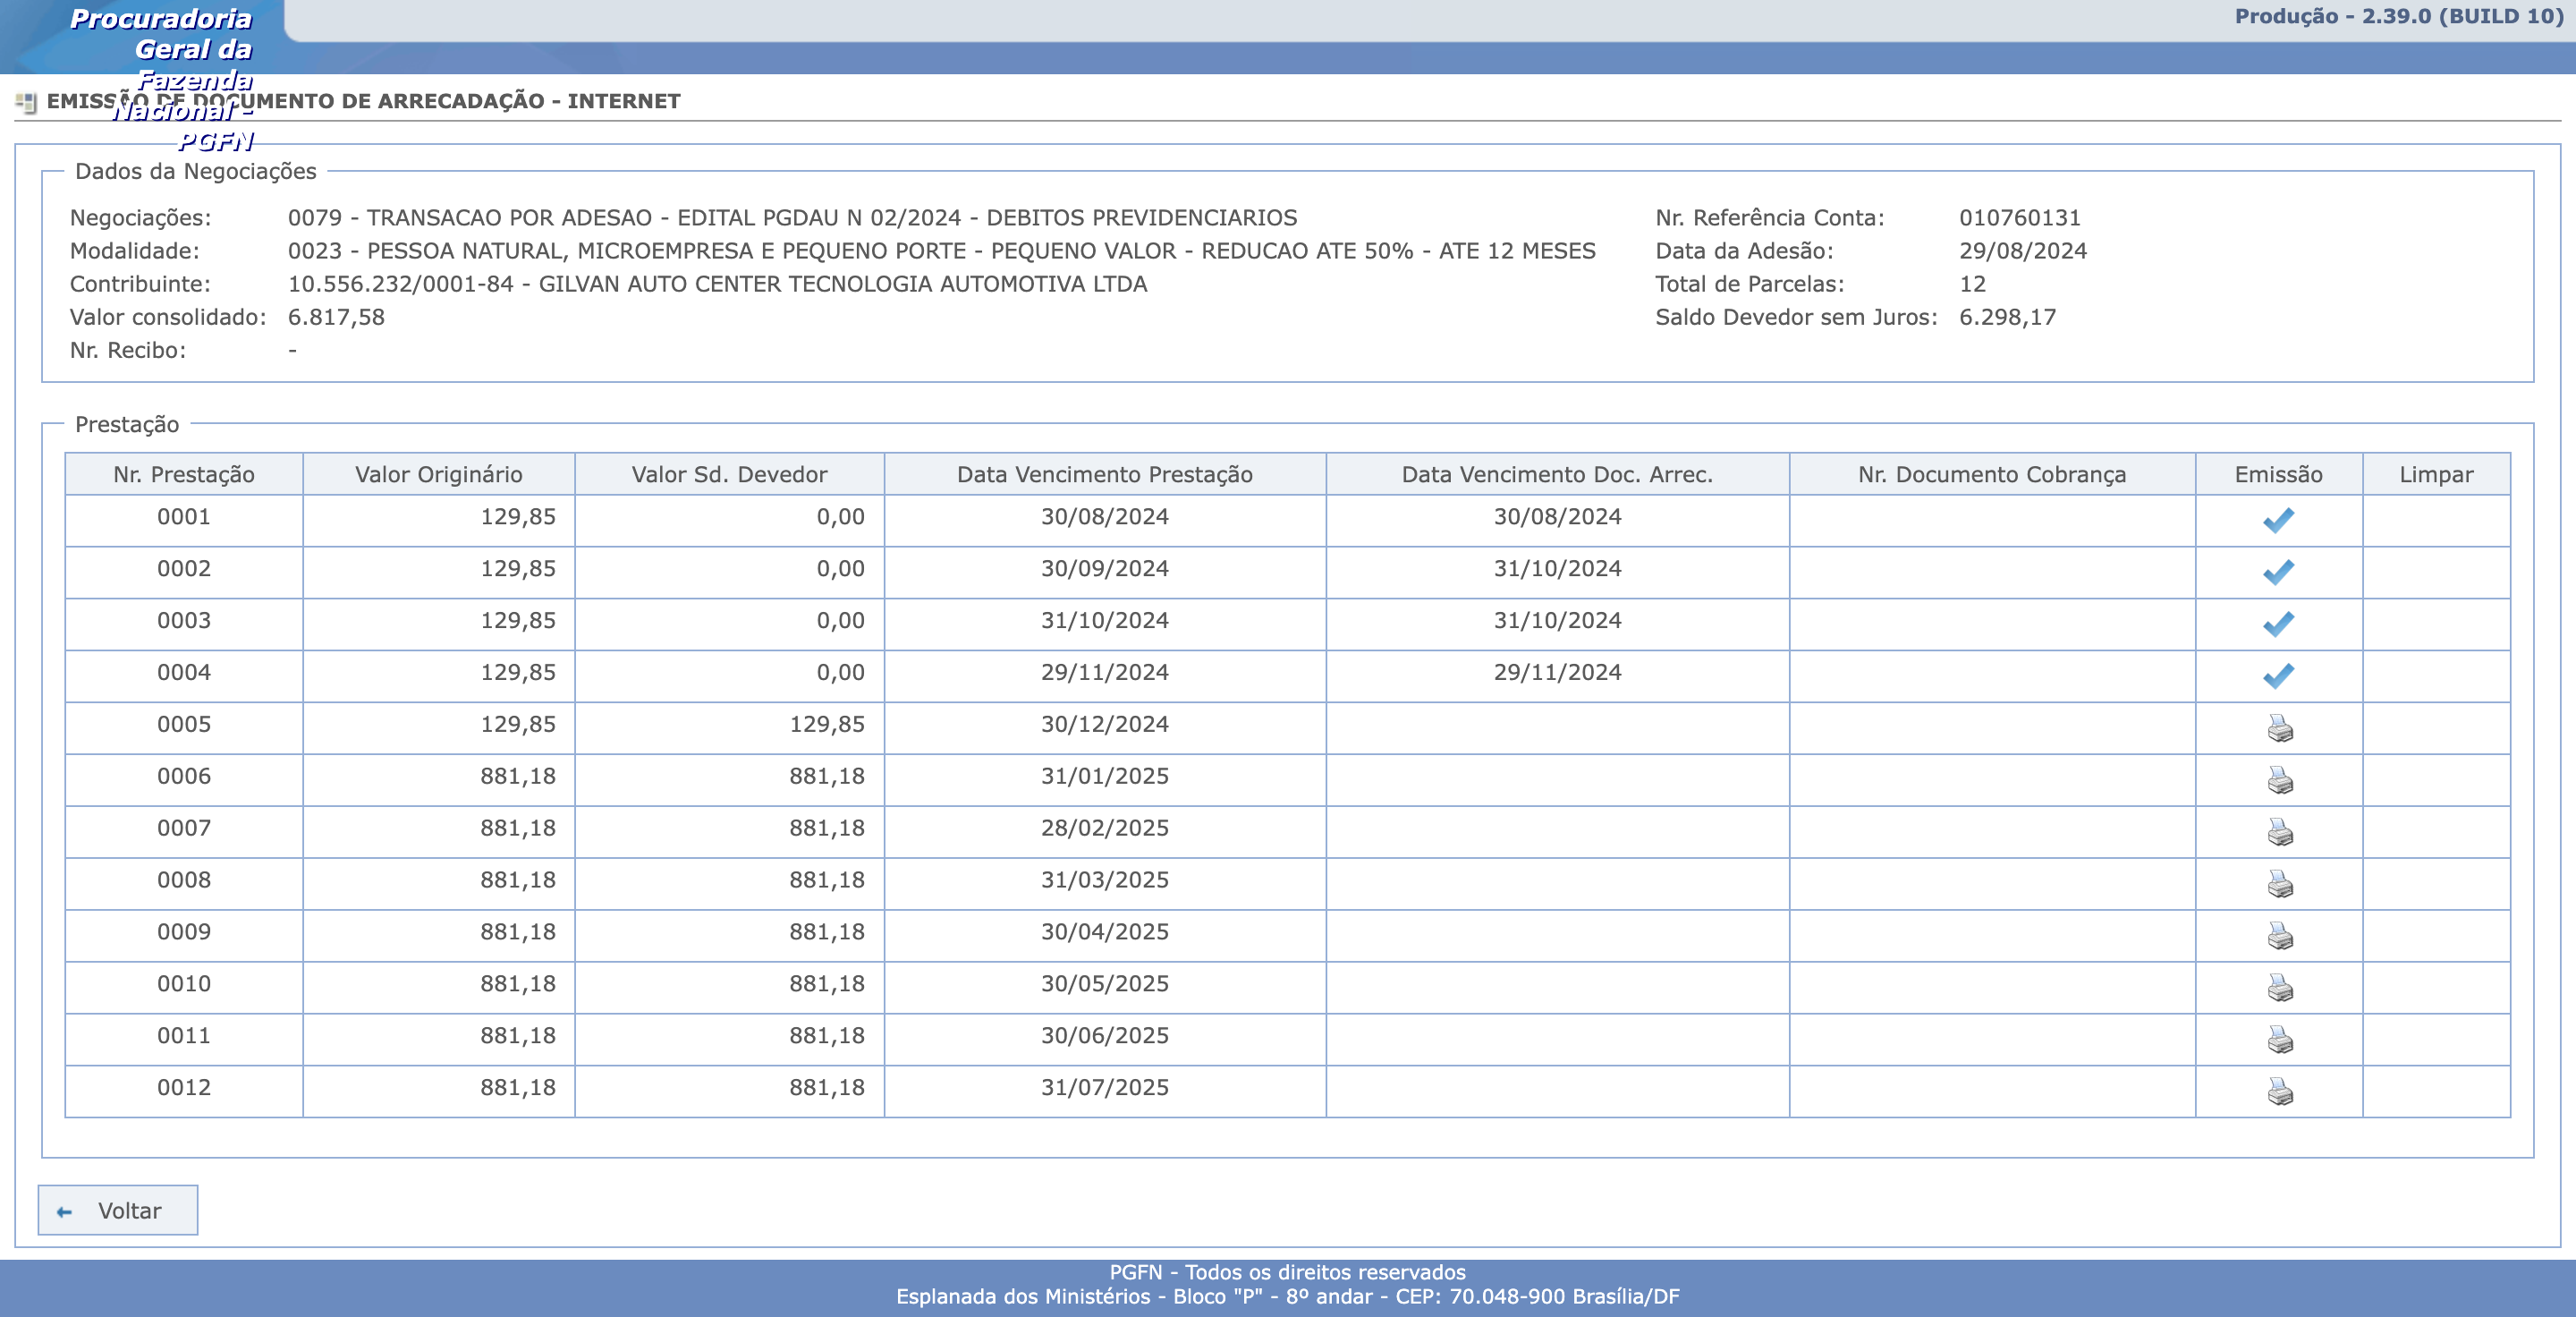 Procuradoria
Geral da
Fazenda
Nacional -
PGFN
Produção - 2.39.0 (BUILD 10)
EMISSÃO DE DOCUMENTO DE ARRECADAÇÃO - INTERNET
Dados da Negociações
Negociações: 0079 - TRANSACAO POR ADESAO - EDITAL PGDAU N 02/2024 - DEBITOS PREVIDENCIARIOS Nr. Referência Conta: 010760131
Modalidade: 0023 - PESSOA NATURAL, MICROEMPRESA E PEQUENO PORTE - PEQUENO VALOR - REDUCAO ATE 50% - ATE 12 MESES Data da Adesão: 29/08/2024
Contribuinte: 10.556.232/0001-84 - GILVAN AUTO CENTER TECNOLOGIA AUTOMOTIVA LTDA Total de Parcelas: 12
Valor consolidado: 6.817,58 Saldo Devedor sem Juros: 6.298,17
Nr. Recibo: -
Prestação
Nr. Prestação Valor Originário Valor Sd. Devedor Data Vencimento Prestação Data Vencimento Doc. Arrec. Nr. Documento Cobrança Emissão Limpar
0001 129,85 0,00 30/08/2024 30/08/2024
0002 129,85 0,00 30/09/2024 31/10/2024
0003 129,85 0,00 31/10/2024 31/10/2024
0004 129,85 0,00 29/11/2024 29/11/2024
0005 129,85 129,85 30/12/2024
0006 881,18 881,18 31/01/2025
0007 881,18 881,18 28/02/2025
0008 881,18 881,18 31/03/2025
0009 881,18 881,18 30/04/2025
0010 881,18 881,18 30/05/2025
0011 881,18 881,18 30/06/2025
0012 881,18 881,18 31/07/2025
Voltar
PGFN - Todos os direitos reservados
Esplanada dos Ministérios - Bloco "P" - 8º andar - CEP: 70.048-900 Brasília/DF